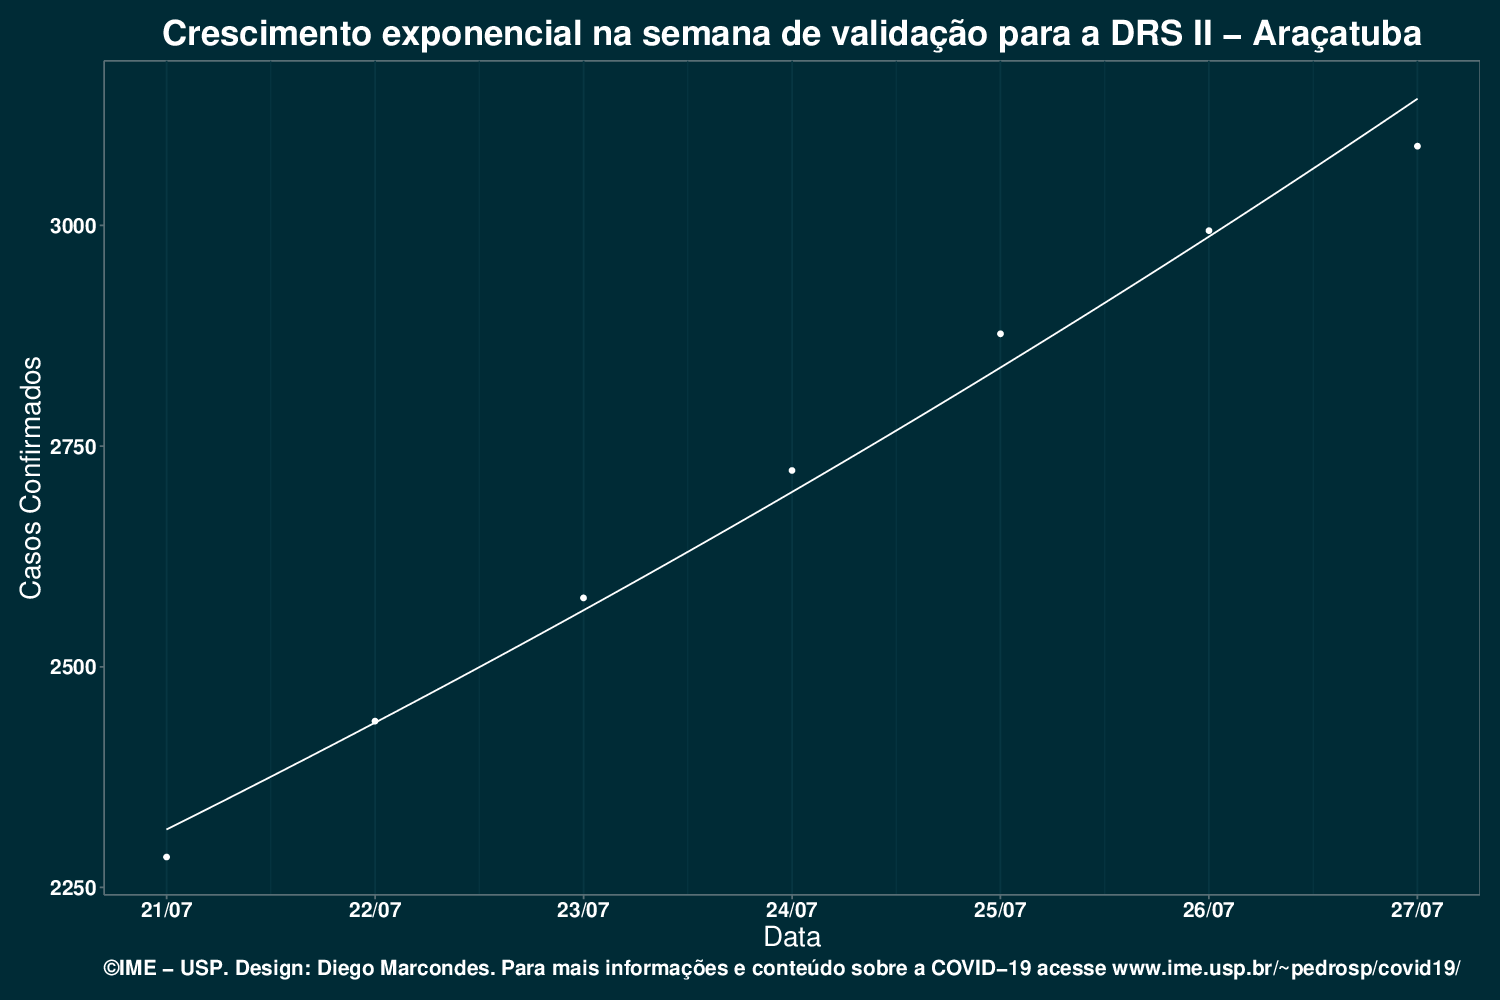 Crescimento exponencial na semana de validação para a DRS II – Araçatuba
Casos Confirmados
3000
2750
2500
2250
21/07 22/07 23/07 24/07 25/07 26/07 27/07
Data
©IME – USP. Design: Diego Marcondes. Para mais informações e conteúdo sobre a COVID–19 acesse www.ime.usp.br/~pedrosp/covid19/